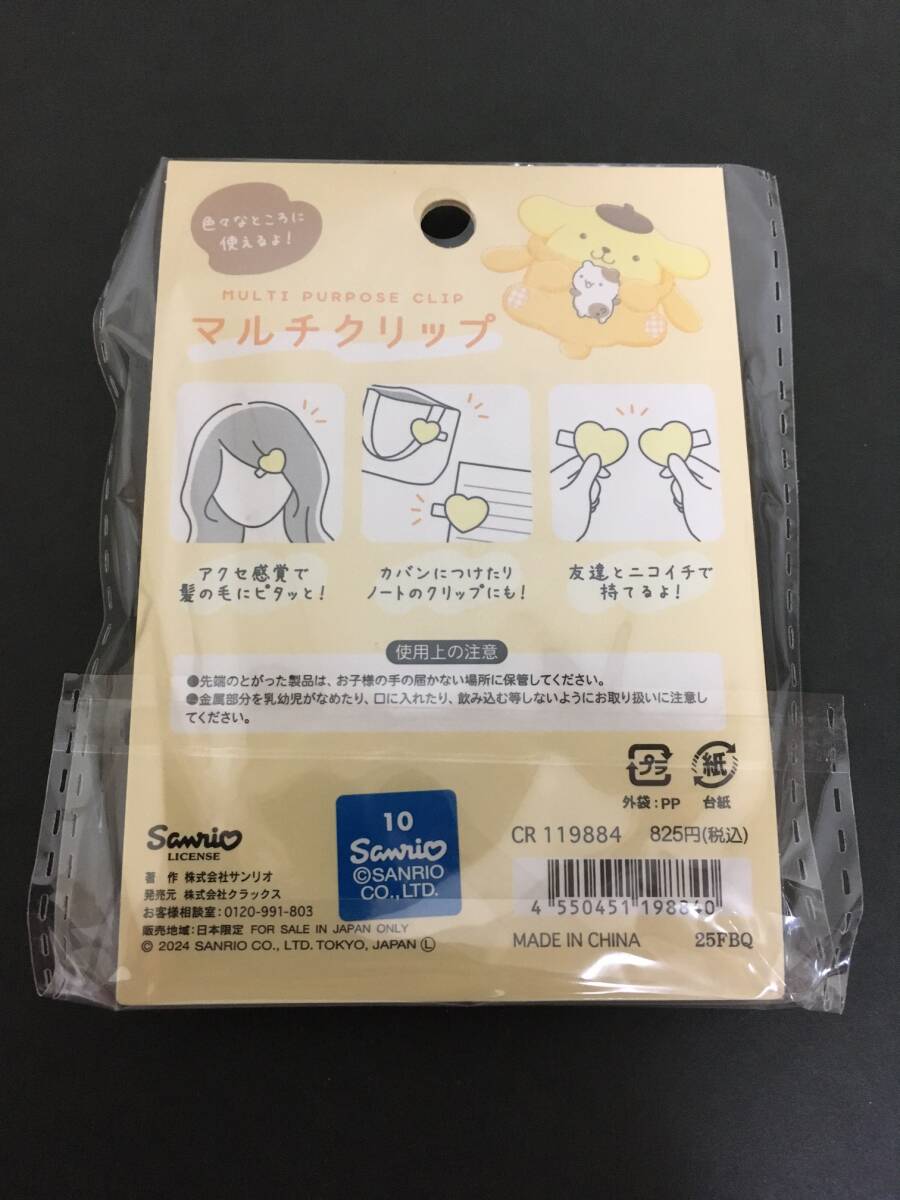 色々なところに
使えるよ!
MULTI PURPOSE CLIP
マルチクリップ
アクセ感覚で
髪の毛にピタッと!
カバンにつけたり
ノートのクリップにも!
友達とニコイチで
持てるよ!
使用上の注意
●先端のとがった製品は、お子様の手の届かない場所に保管してください。
●金属部分を乳幼児がなめたり、口に入れたり、飲み込む等しないようにお取り扱いに注意し
てください。
プラ
紙
外袋:PP
台紙
Sanrio
LICENSE
著 作 株式会社サンリオ
発売元 株式会社クラックス
お客様相談室:0120-991-803
販売地域:日本限定 FOR SALE IN JAPAN ONLY
© 2024 SANRIO CO., LTD. TOKYO, JAPAN Ⓛ
10
Sanrio
©SANRIO
CO., LTD.
CR 119884 825円(税込)
4 550451 198840
MADE IN CHINA 25FBQ